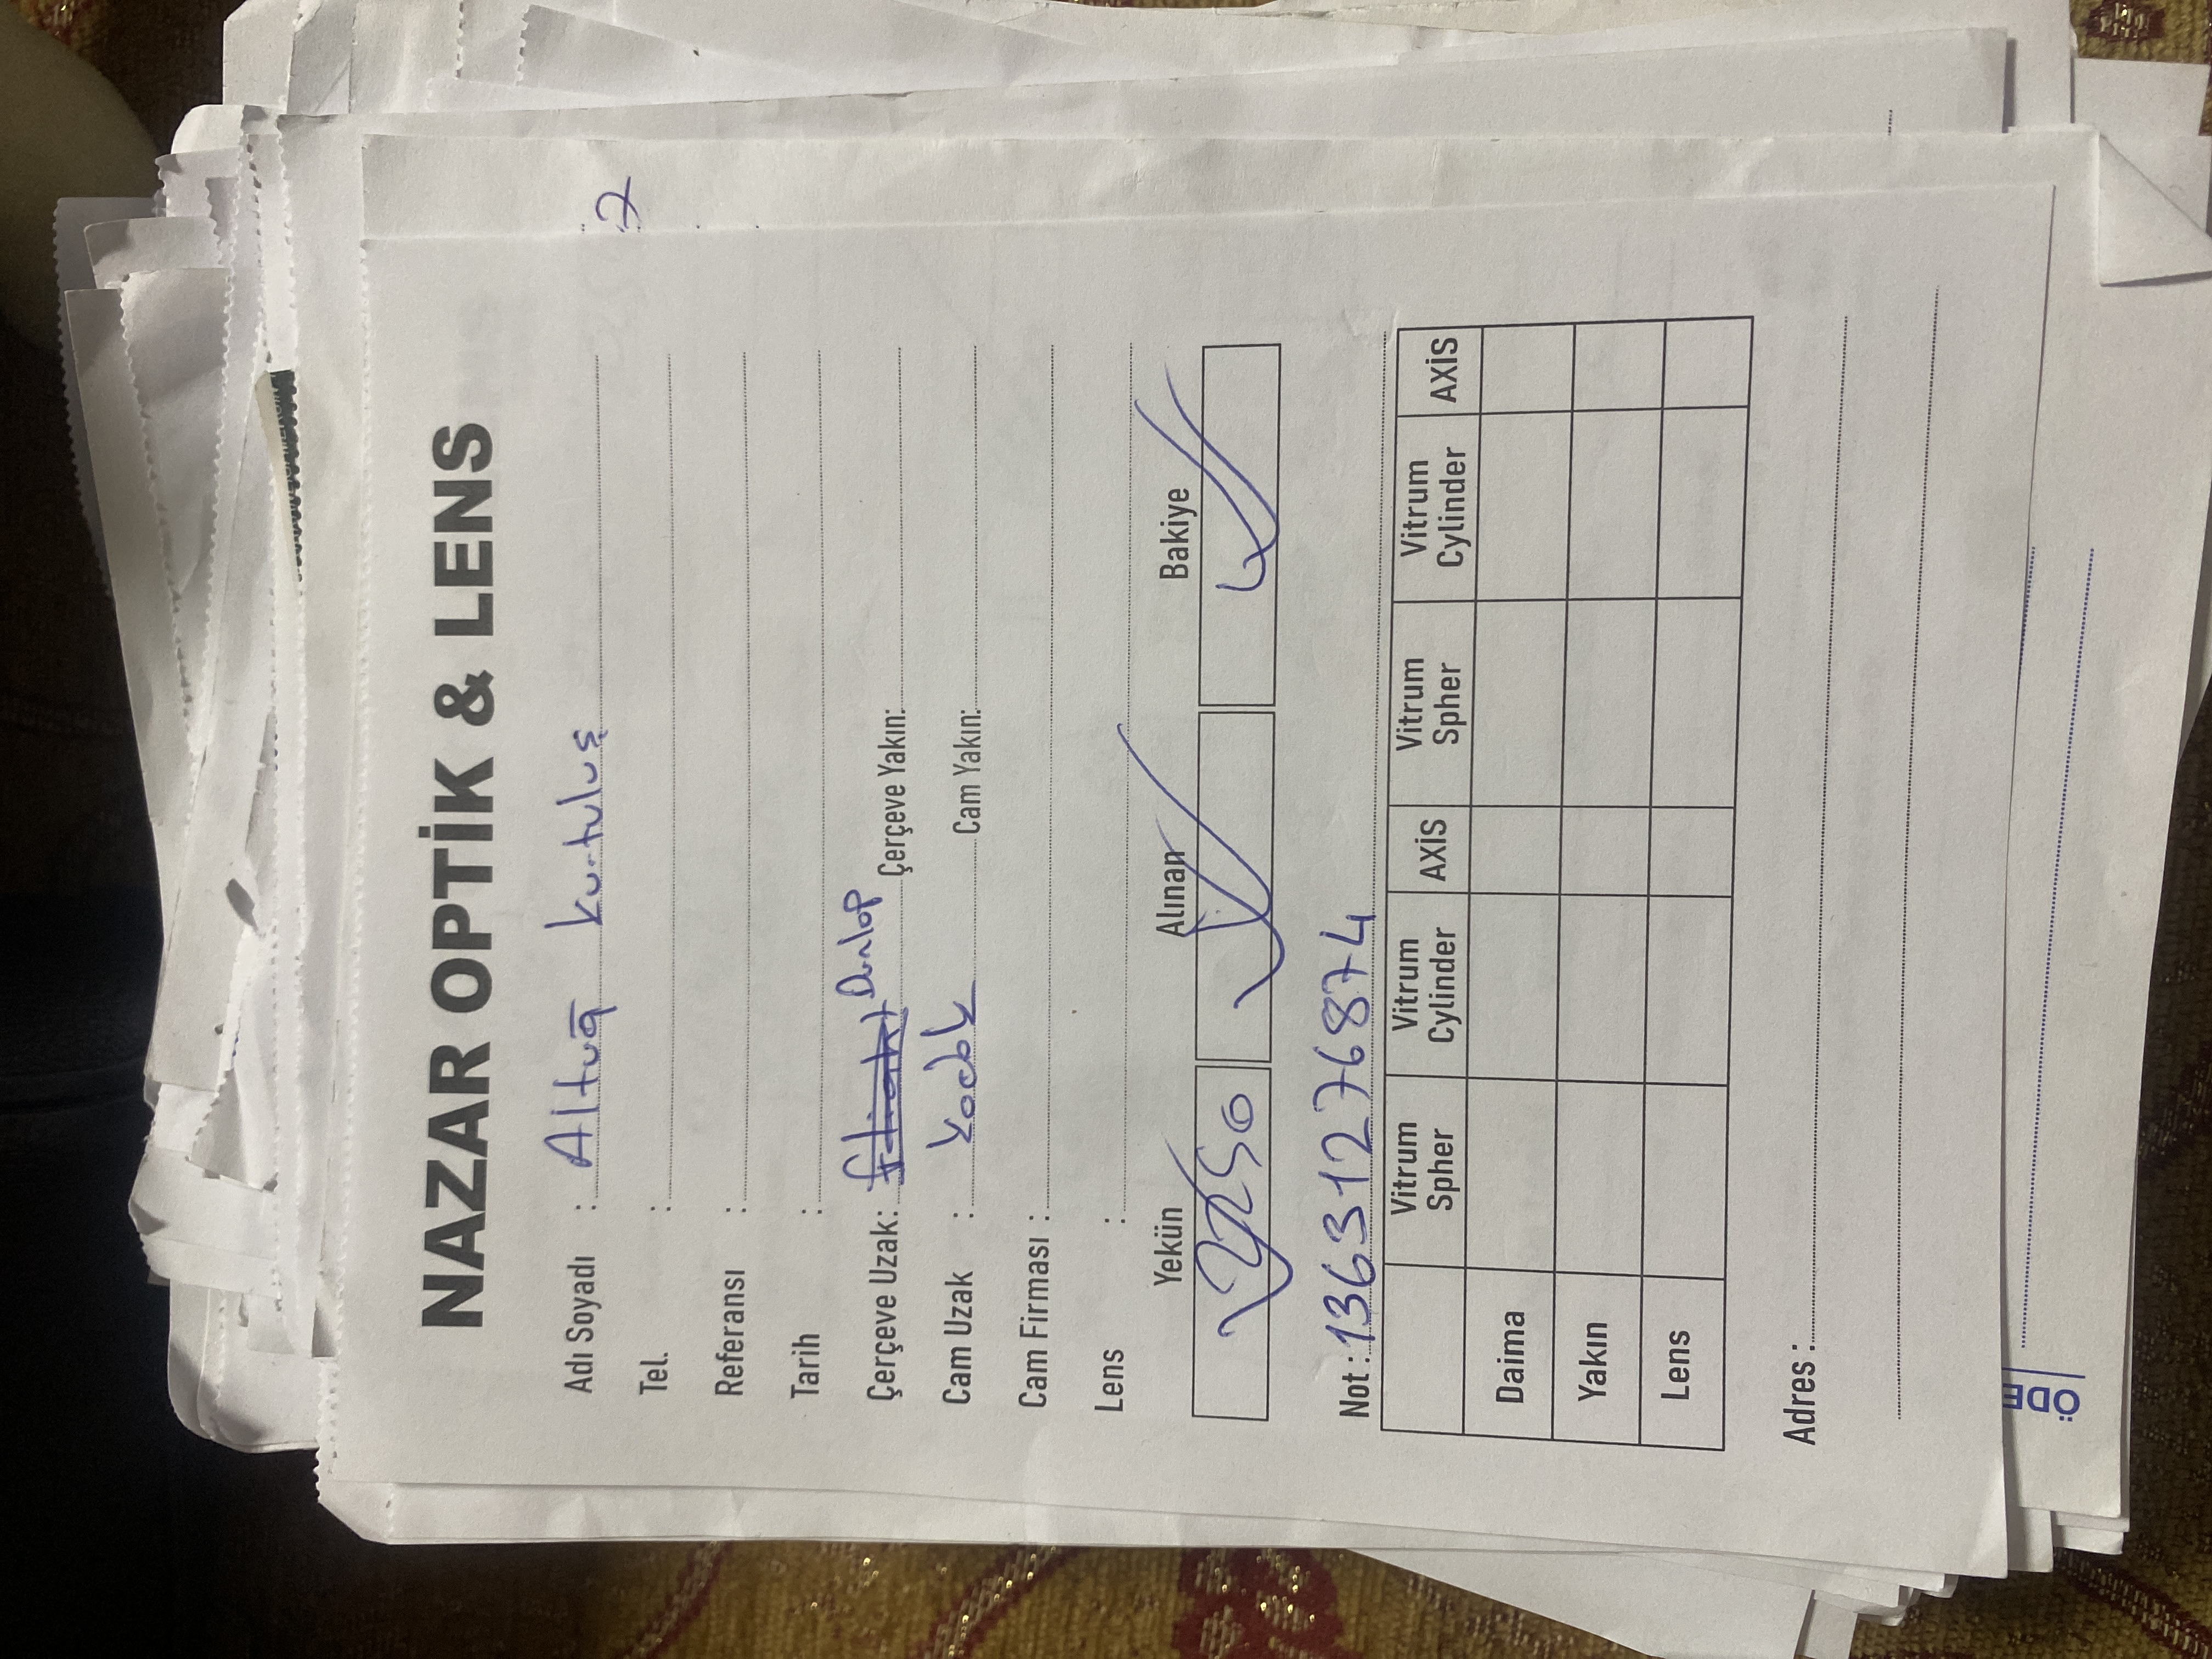 NAZAR OPTİK & LENS
Adı Soyadı : Altuğ Kurtuluş
Tel. :
Referansı :
Tarih :
Çerçeve Uzak: flight Dunlop Çerçeve Yakın:
Cam Uzak : Kodak Cam Yakın:
Cam Firması :
Lens :
Yekün Alınan Bakiye
2250
Not : 13631276874
Vitrum Spher Vitrum Cylinder AXİS Vitrum Spher Vitrum Cylinder AXİS
Daima
Yakın
Lens
Adres :
ÖDE
2